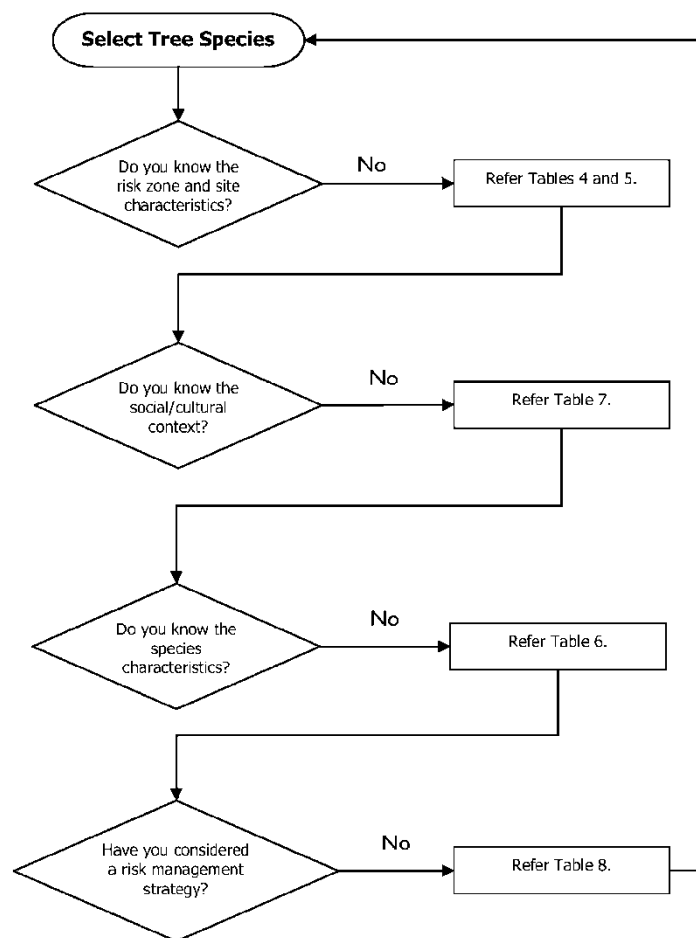 Select Tree Species
Do you know the
risk zone and site
characteristics?
No
Refer Tables 4 and 5.
Do you know the
social/cultural
context?
No
Refer Table 7.
Do you know the
species
characteristics?
No
Refer Table 6.
Have you considered
a risk management
strategy?
No
Refer Table 8.